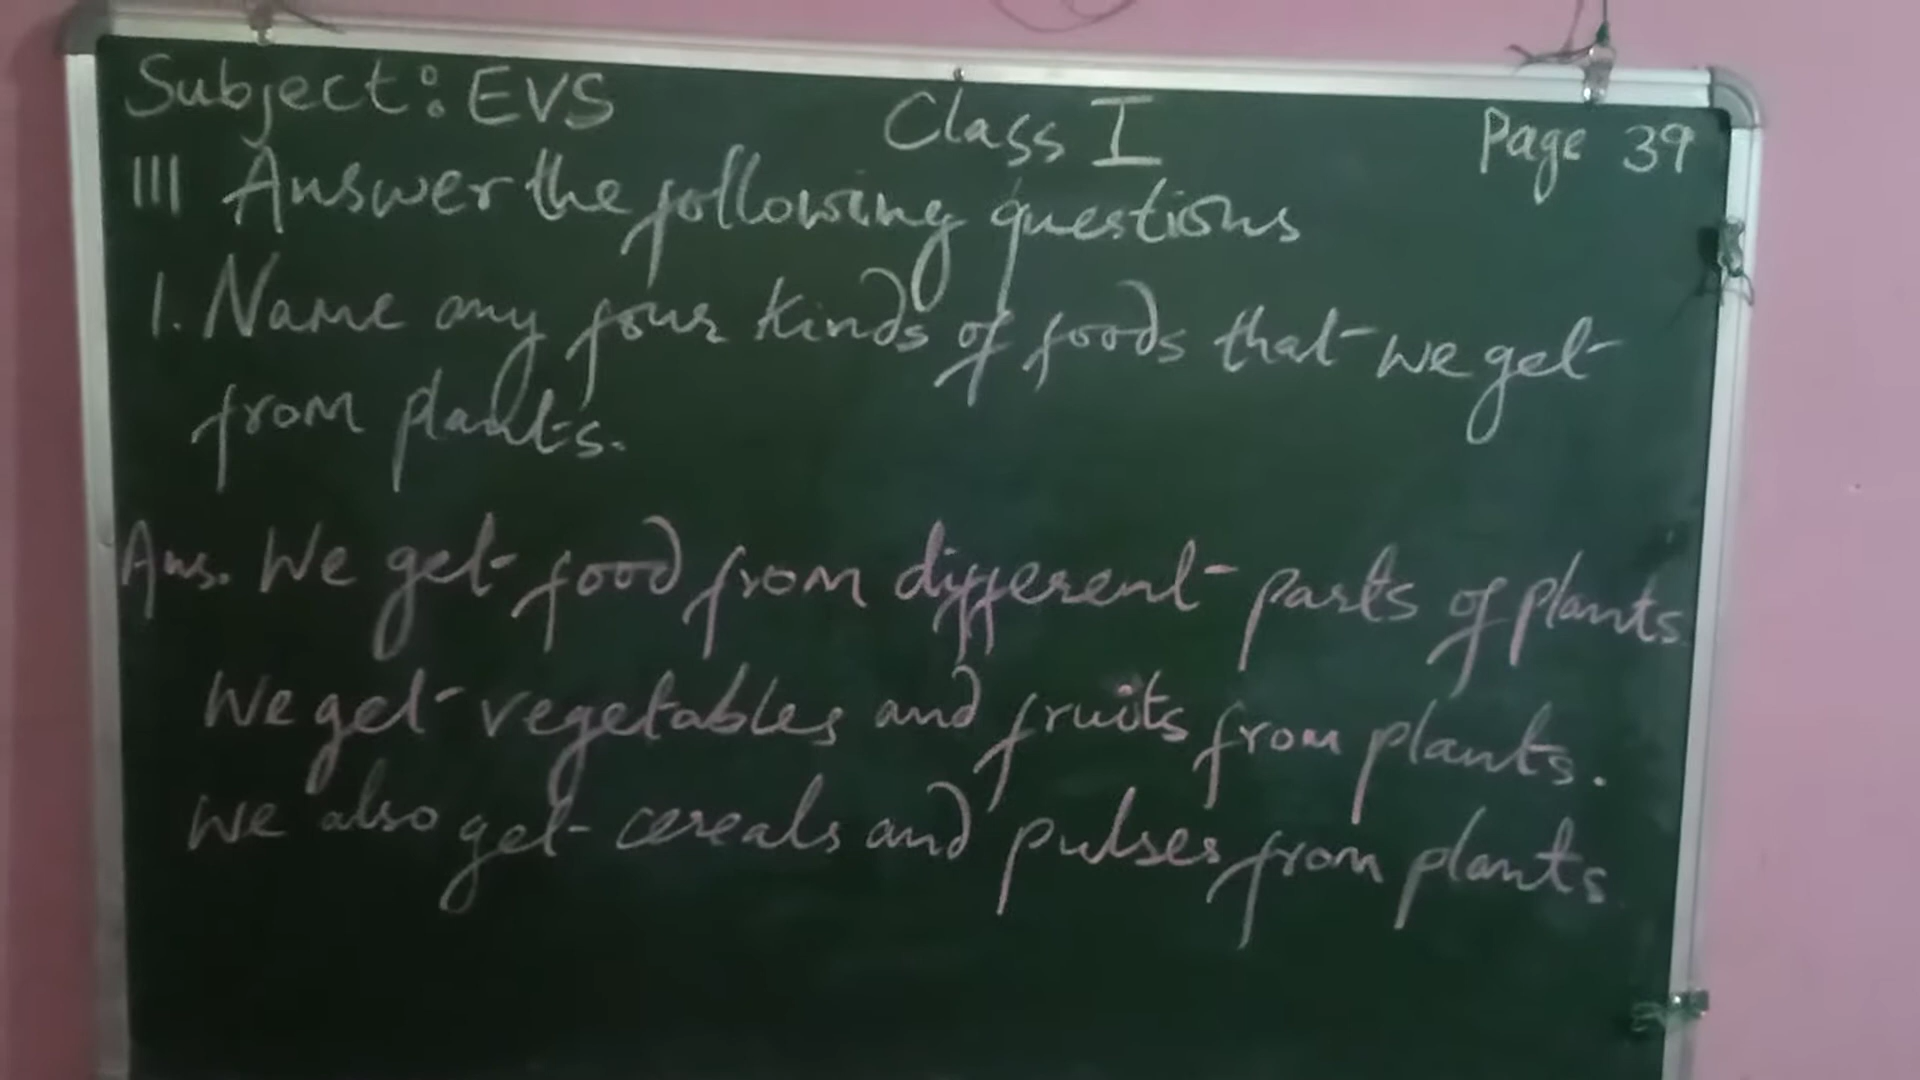 Subject: EVS Class I Page 39
III Answer the following questions
1. Name any four kinds of foods that we get
from plants.
Ans. We get food from different parts of plants
We get vegetables and fruits from plants.
We also get cereals and pulses from plants